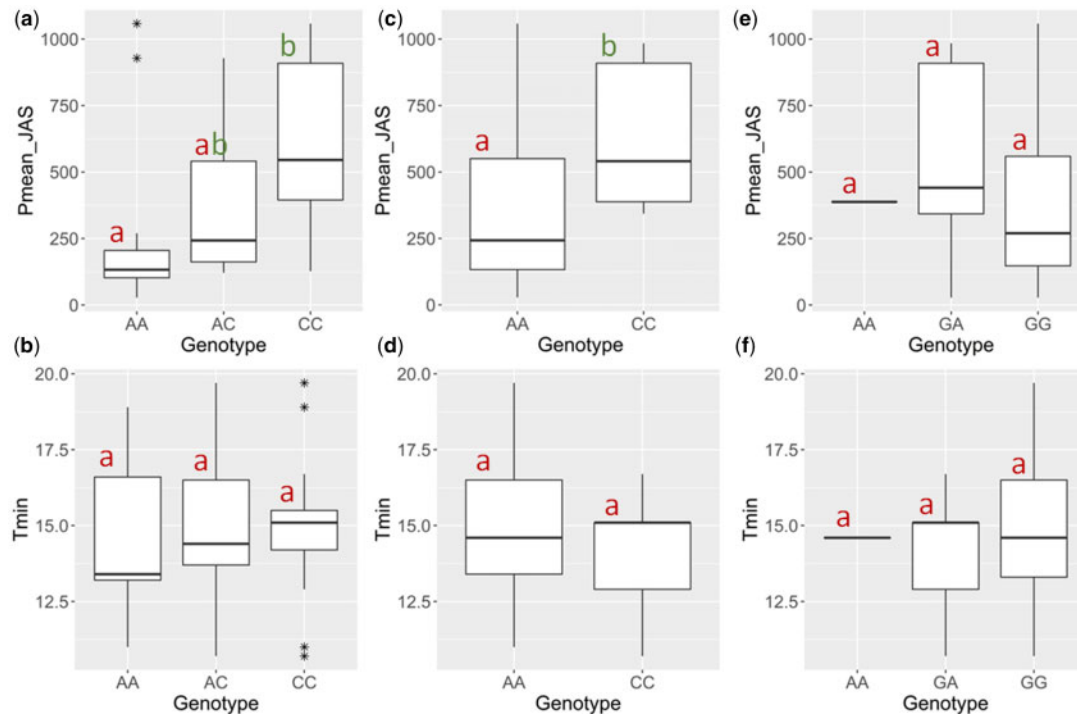 (a)
1000
750
500
250
0
Pmean_JAS
a
ab
b
AA AC CC
Genotype
(c)
1000
750
500
250
0
Pmean_JAS
a
b
AA CC
Genotype
(e)
1000
750
500
250
0
Pmean_JAS
a
a
a
AA GA GG
Genotype
(b)
20.0
17.5
15.0
12.5
Tmin
a
a
a
AA AC CC
Genotype
(d)
20.0
17.5
15.0
12.5
Tmin
a
a
AA CC
Genotype
(f)
20.0
17.5
15.0
12.5
Tmin
a
a
a
AA GA GG
Genotype